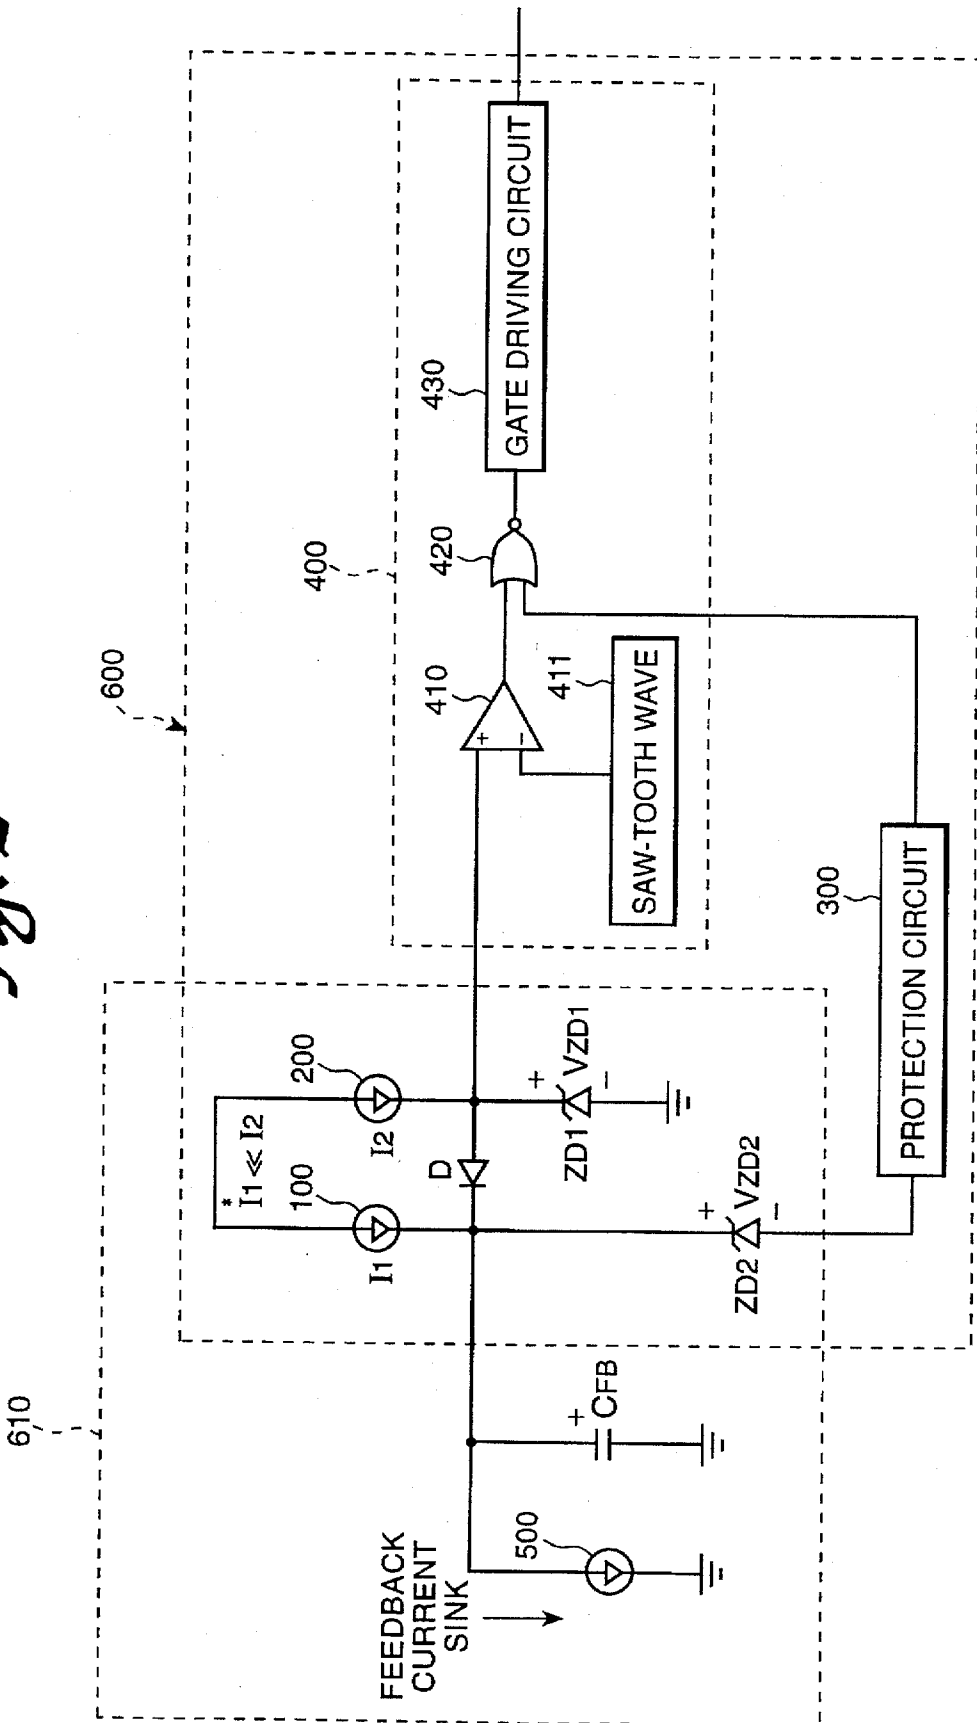 610
600
400
I1 ≪ I2
*
100
I1
200
I2
D
+
ZD1 VZD1
−
+
ZD2 VZD2
−
FEEDBACK
CURRENT
SINK
500
+
CFB
410
+
−
411
SAW-TOOTH WAVE
420
430
GATE DRIVING CIRCUIT
300
PROTECTION CIRCUIT